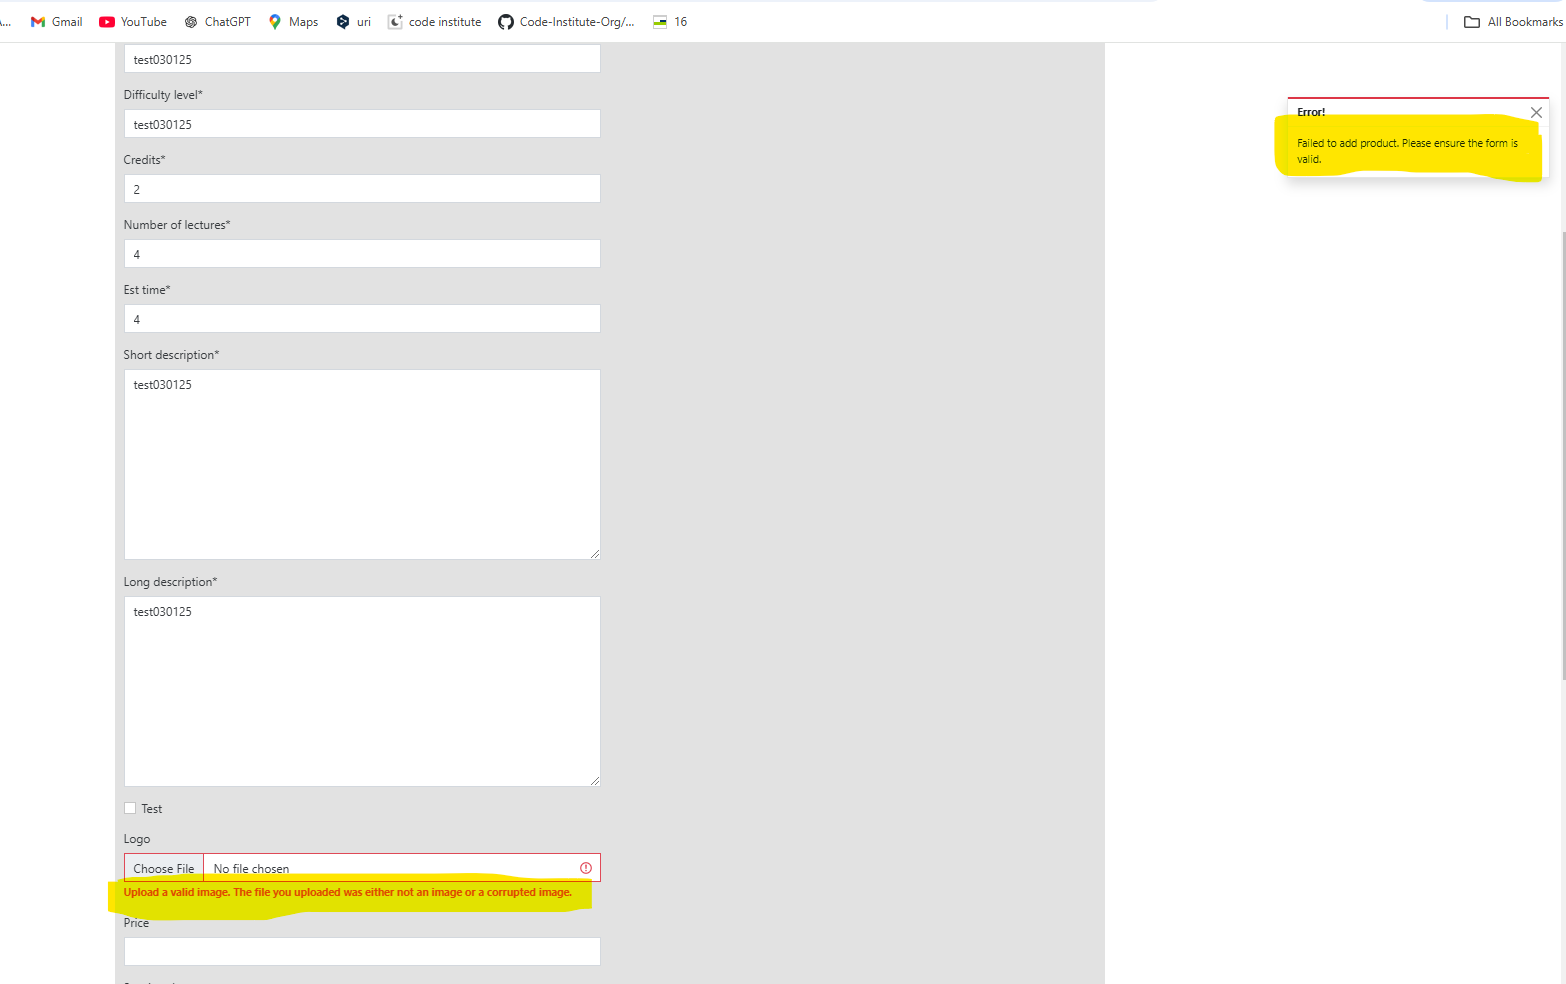 A...
Gmail
YouTube
ChatGPT
Maps
uri
code institute
Code-Institute-Org/...
16
All Bookmarks
test030125
Difficulty level*
test030125
Credits*
2
Number of lectures*
4
Est time*
4
Short description*
test030125
Long description*
test030125
Test
Logo
Choose File No file chosen
Upload a valid image. The file you uploaded was either not an image or a corrupted image.
Price
Error!
Failed to add product. Please ensure the form is
valid.